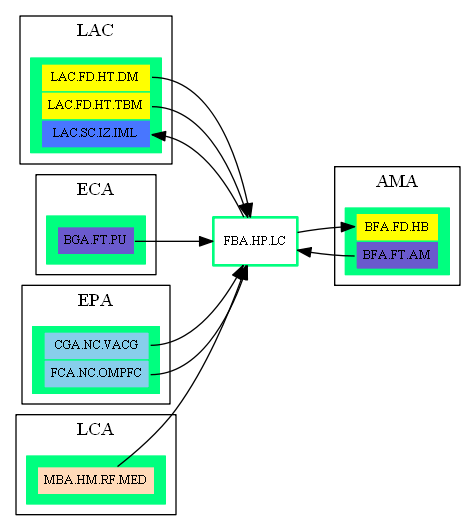 LAC
LAC.FD.HT.DM
LAC.FD.HT.TBM
LAC.SC.IZ.IML
ECA
BGA.FT.PU
EPA
CGA.NC.VACG
FCA.NC.OMPFC
LCA
MBA.HM.RF.MED
FBA.HP.LC
AMA
BFA.FD.HB
BFA.FT.AM